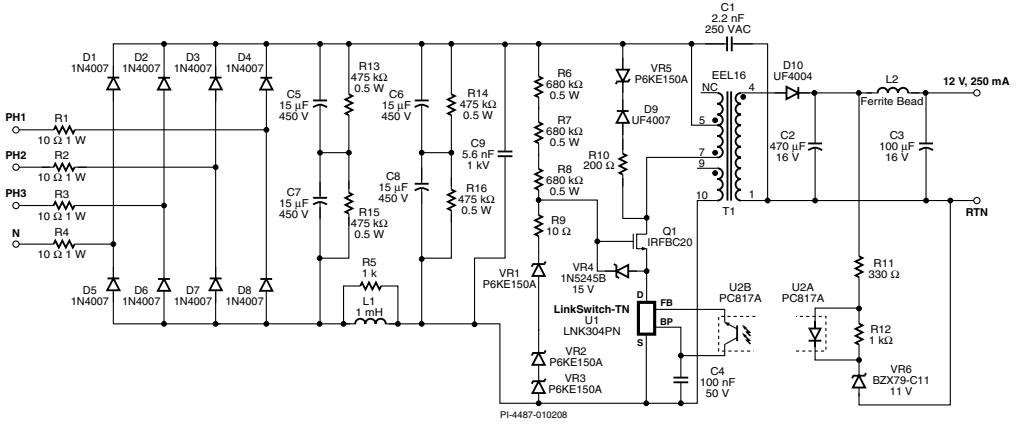 C1
2.2 nF
250 VAC
D1
1N4007
D2
1N4007
D3
1N4007
D4
1N4007
R13
475 kΩ
0.5 W
C5
15 µF
450 V
C6
15 µF
450 V
R14
475 kΩ
0.5 W
C9
5.6 nF
1 kV
R6
680 kΩ
0.5 W
R7
680 kΩ
0.5 W
R8
680 kΩ
0.5 W
VR5
P6KE150A
D9
UF4007
R10
200 Ω
EEL16
NC
5
7
9
10
4
1
T1
D10
UF4004
L2
Ferrite Bead
12 V, 250 mA
C2
470 µF
16 V
C3
100 µF
16 V
RTN
PH1
R1
10 Ω 1 W
PH2
R2
10 Ω 1 W
PH3
R3
10 Ω 1 W
N
R4
10 Ω 1 W
C7
15 µF
450 V
R15
475 kΩ
0.5 W
C8
15 µF
450 V
R16
475 kΩ
0.5 W
R9
10 Ω
VR1
P6KE150A
Q1
IRFBC20
VR4
1N5245B
15 V
D5
1N4007
D6
1N4007
D7
1N4007
D8
1N4007
R5
1 k
L1
1 mH
D
FB
BP
S
LinkSwitch-TN
U1
LNK304PN
U2B
PC817A
U2A
PC817A
R11
330 Ω
R12
1 kΩ
VR2
P6KE150A
VR3
P6KE150A
C4
100 nF
50 V
VR6
BZX79-C11
11 V
PI-4487-010208